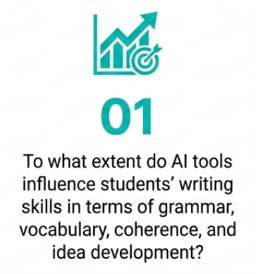 01
To what extent do AI tools
influence students’ writing
skills in terms of grammar,
vocabulary, coherence, and
idea development?